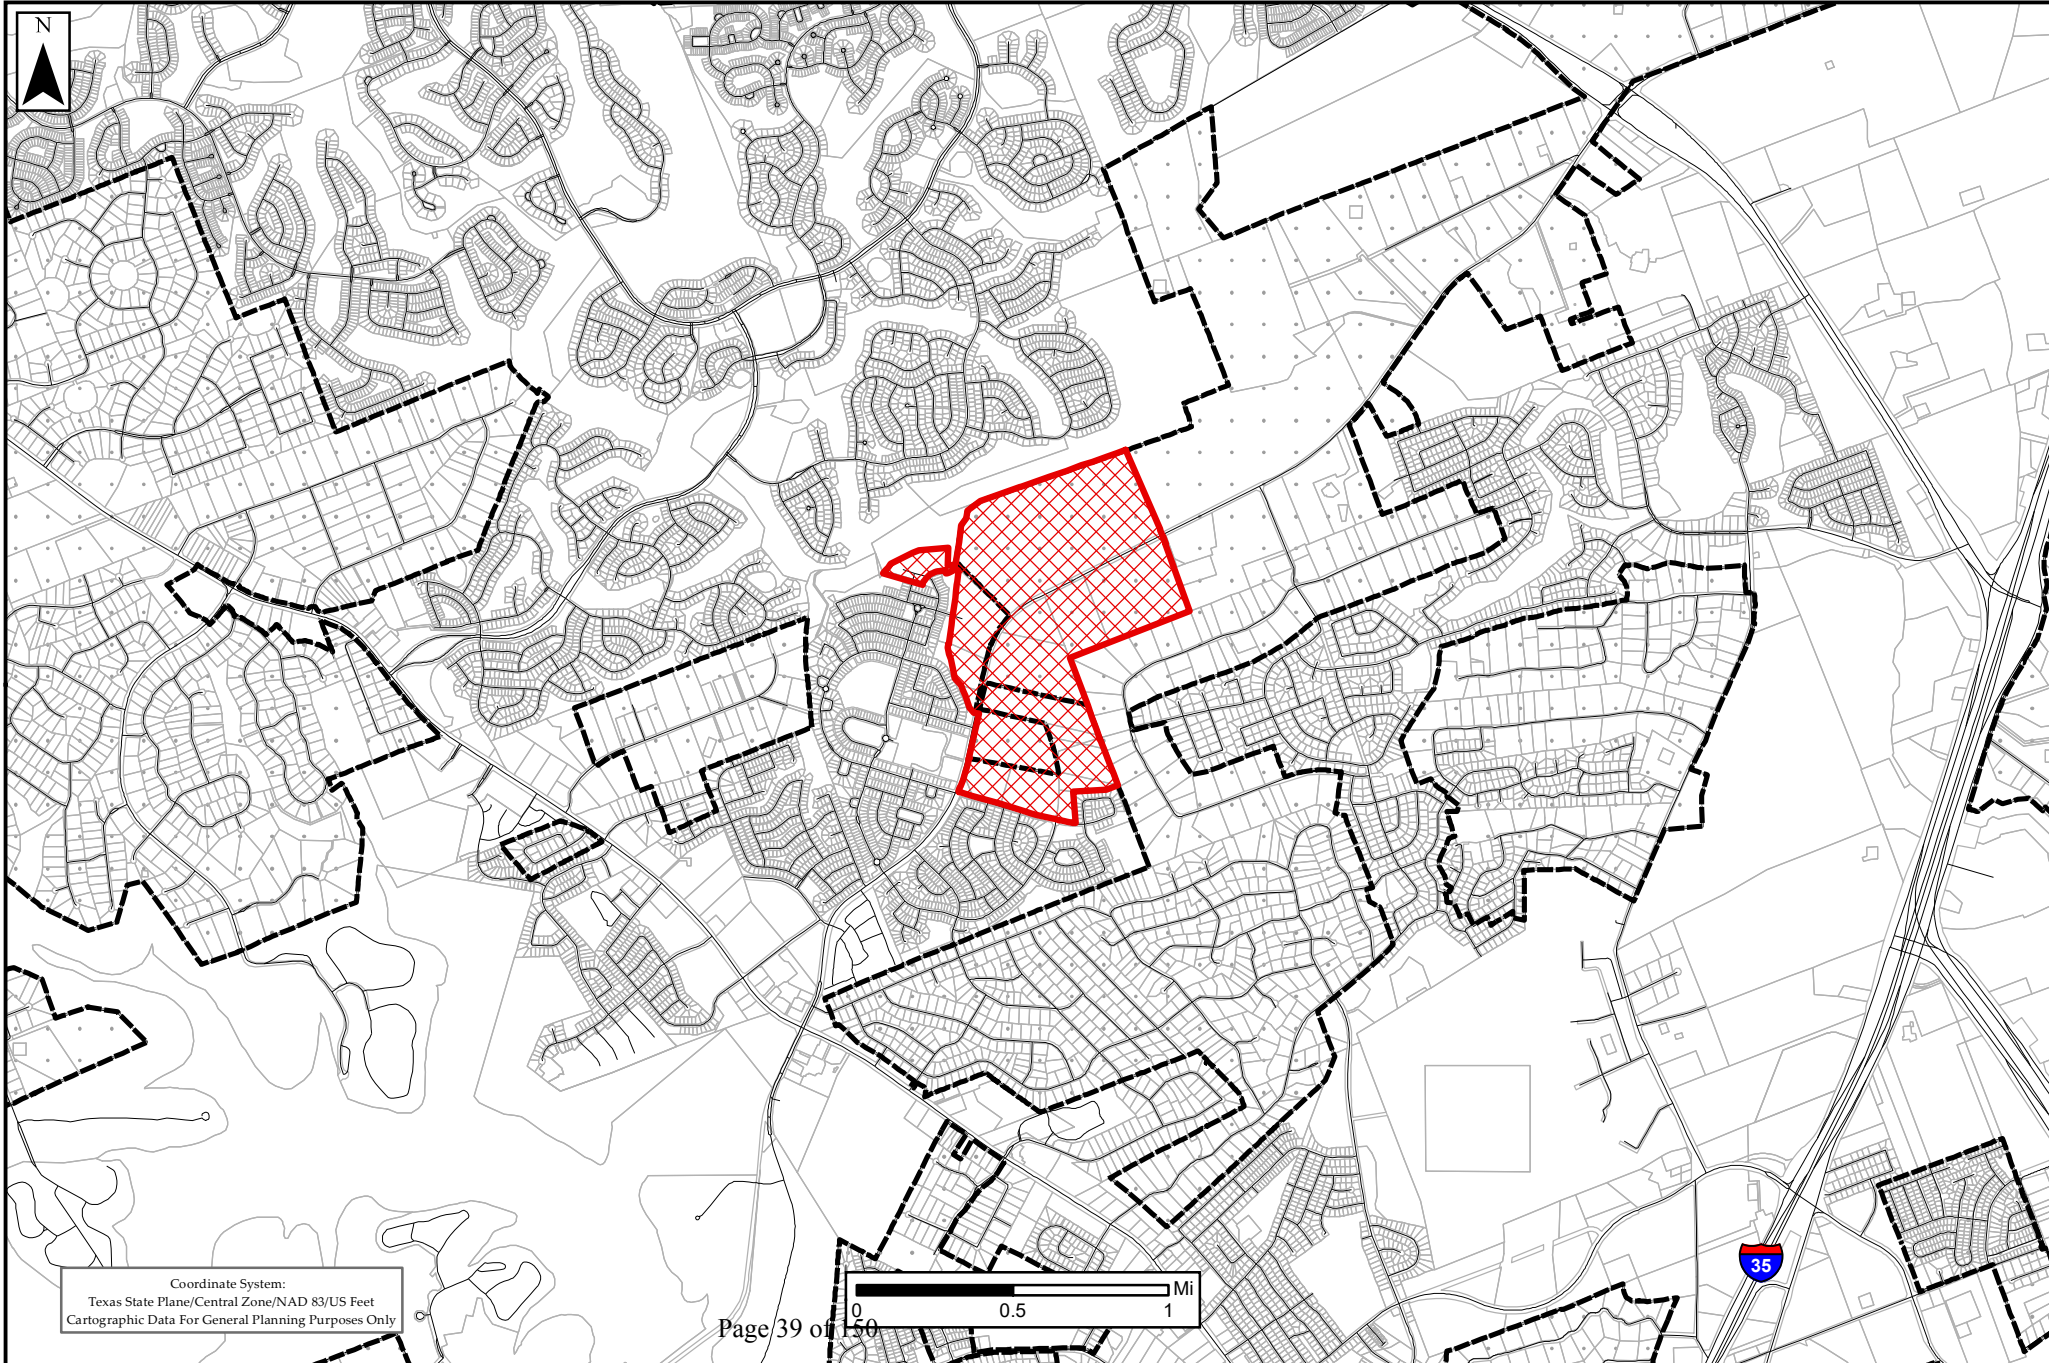 N
35
Coordinate System:
Texas State Plane/Central Zone/NAD 83/US Feet
Cartographic Data For General Planning Purposes Only
Mi
0 0.5 1
Page 39 of 150